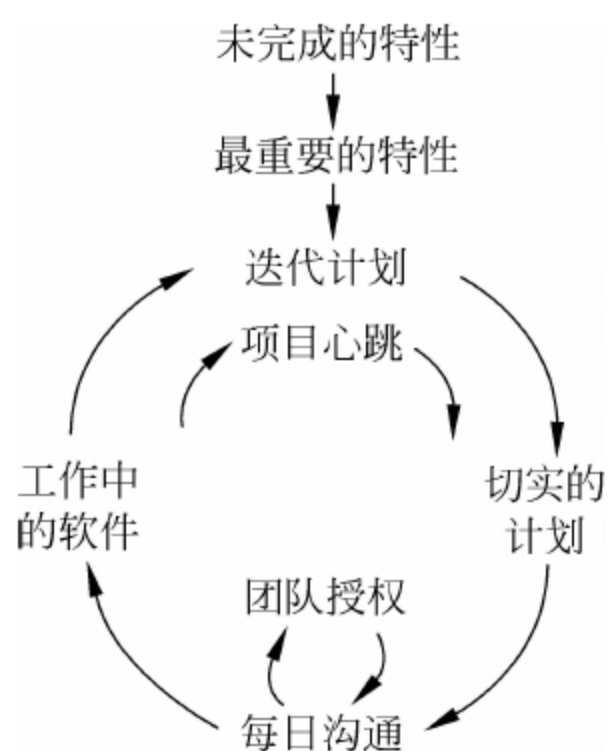 未完成的特性
最重要的特性
迭代计划
项目心跳
工作中
的软件
切实的
计划
团队授权
每日沟通